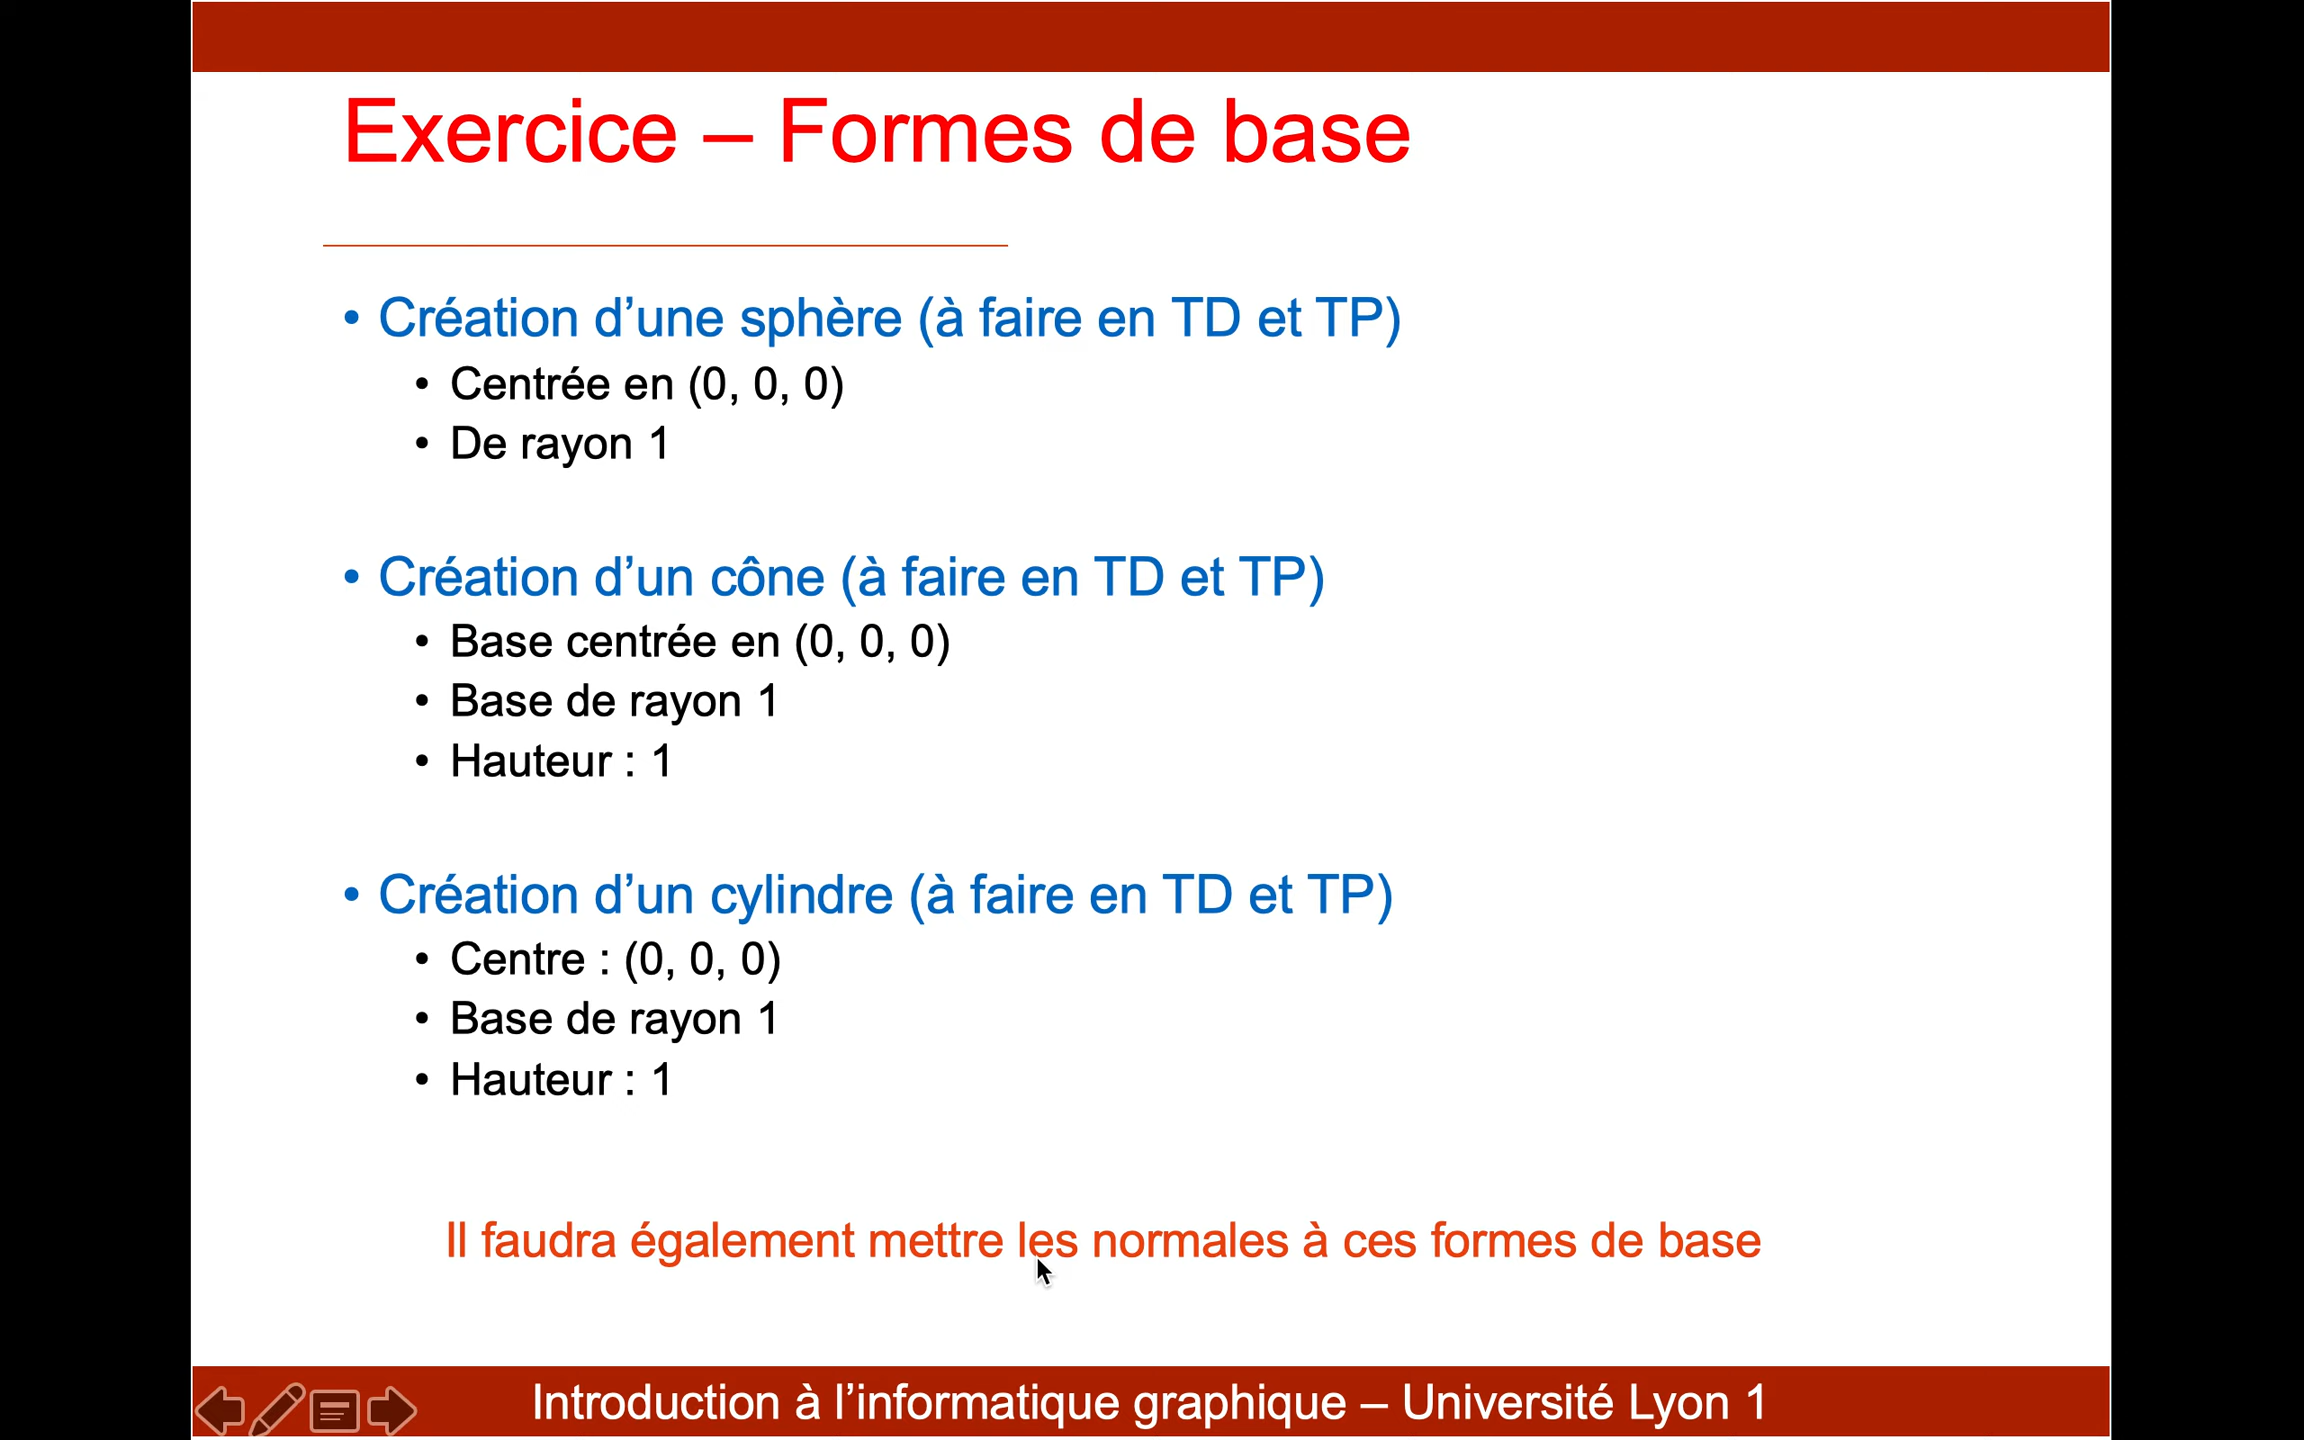 Exercice – Formes de base
• Création d’une sphère (à faire en TD et TP)
• Centrée en (0, 0, 0)
• De rayon 1
• Création d’un cône (à faire en TD et TP)
• Base centrée en (0, 0, 0)
• Base de rayon 1
• Hauteur : 1
• Création d’un cylindre (à faire en TD et TP)
• Centre : (0, 0, 0)
• Base de rayon 1
• Hauteur : 1
Il faudra également mettre les normales à ces formes de base
Introduction à l’informatique graphique – Université Lyon 1